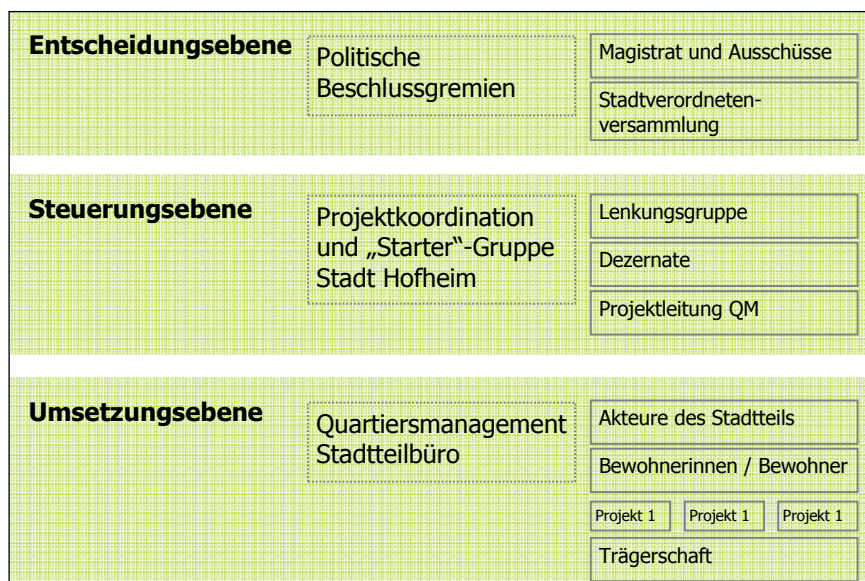 Entscheidungsebene
Politische
Beschlussgremien
Magistrat und Ausschüsse
Stadtverordneten-
versammlung
Steuerungsebene
Projektkoordination
und „Starter“-Gruppe
Stadt Hofheim
Lenkungsgruppe
Dezernate
Projektleitung QM
Umsetzungsebene
Quartiersmanagement
Stadtteilbüro
Akteure des Stadtteils
Bewohnerinnen / Bewohner
Projekt 1 Projekt 1 Projekt 1
Trägerschaft